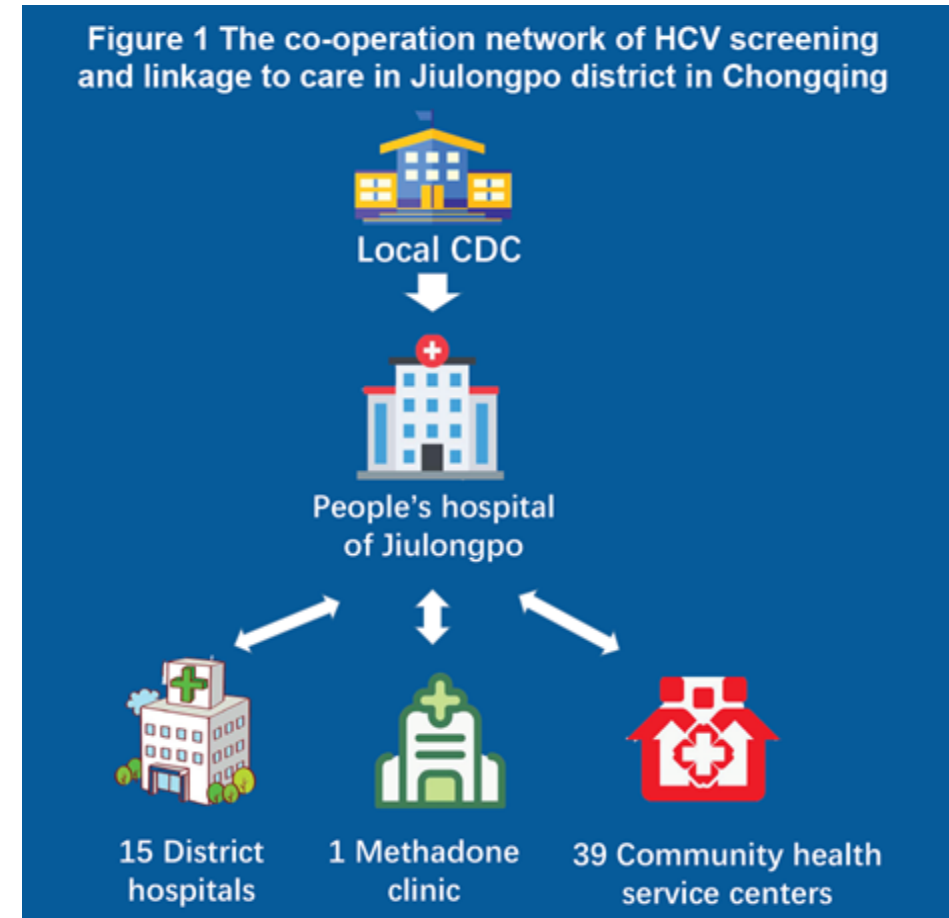 Figure 1 The co-operation network of HCV screening
and linkage to care in Jiulongpo district in Chongqing
Local CDC
People's hospital
of Jiulongpo
15 District
hospitals
1 Methadone
clinic
39 Community health
service centers